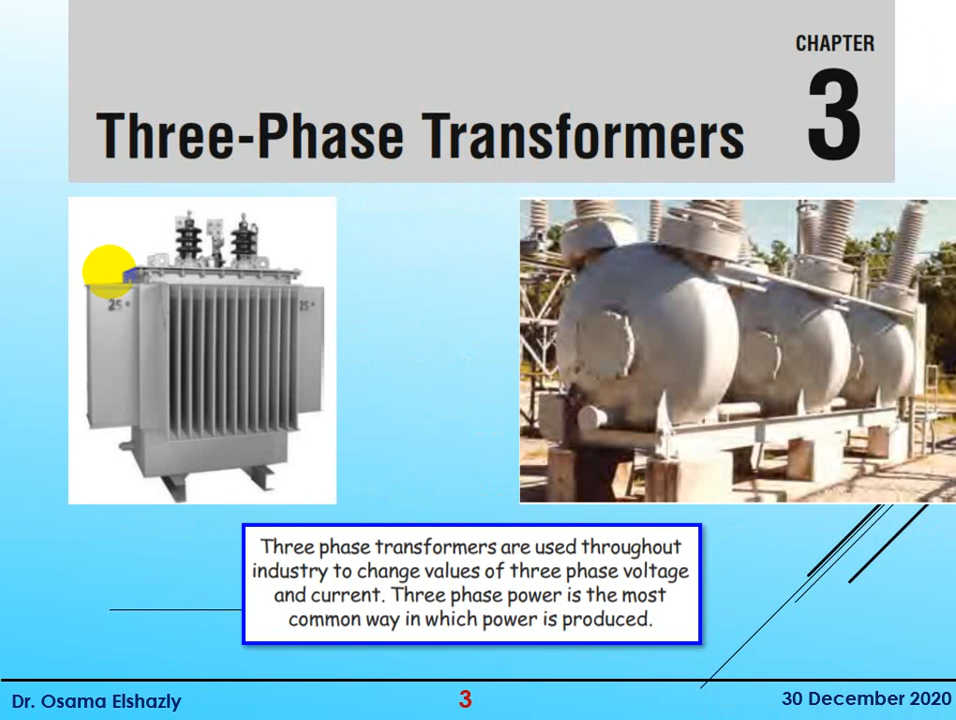 CHAPTER
3
Three-Phase Transformers
25
25
Three phase transformers are used throughout
industry to change values of three phase voltage
and current. Three phase power is the most
common way in which power is produced.
Dr. Osama Elshazly
3
30 December 2020